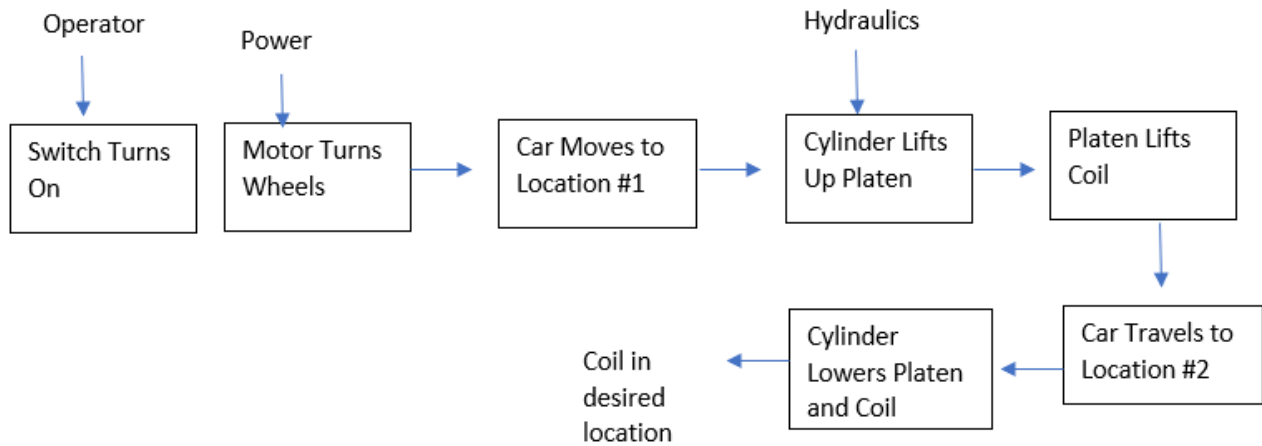 Operator
Power
Hydraulics
Switch Turns
On
Motor Turns
Wheels
Car Moves to
Location #1
Cylinder Lifts
Up Platen
Platen Lifts
Coil
Car Travels to
Location #2
Cylinder
Lowers Platen
and Coil
Coil in
desired
location